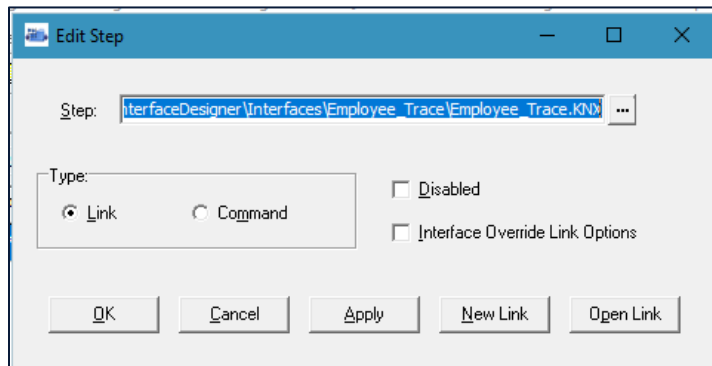 Edit Step
Step: nterfaceDesigner\Interfaces\Employee_Trace\Employee_Trace.KNX ...
Type:
Link Command
Disabled
Interface Override Link Options
OK Cancel Apply New Link Open Link